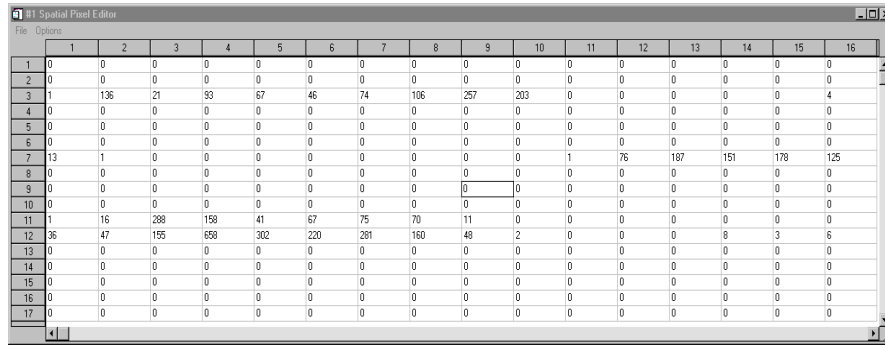 #1 Spatial Pixel Editor
File Options
1 2 3 4 5 6 7 8 9 10 11 12 13 14 15 16
1 0 0 0 0 0 0 0 0 0 0 0 0 0 0 0 0
2 0 0 0 0 0 0 0 0 0 0 0 0 0 0 0 0
3 1 136 21 93 67 46 74 106 257 203 0 0 0 0 0 4
4 0 0 0 0 0 0 0 0 0 0 0 0 0 0 0 0
5 0 0 0 0 0 0 0 0 0 0 0 0 0 0 0 0
6 0 0 0 0 0 0 0 0 0 0 0 0 0 0 0 0
7 13 1 0 0 0 0 0 0 0 0 1 76 187 151 178 125
8 0 0 0 0 0 0 0 0 0 0 0 0 0 0 0 0
9 0 0 0 0 0 0 0 0 0 0 0 0 0 0 0 0
10 0 0 0 0 0 0 0 0 0 0 0 0 0 0 0 0
11 1 16 288 158 41 67 75 70 11 0 0 0 0 0 0 0
12 36 47 155 658 302 220 281 160 48 2 0 0 0 8 3 6
13 0 0 0 0 0 0 0 0 0 0 0 0 0 0 0 0
14 0 0 0 0 0 0 0 0 0 0 0 0 0 0 0 0
15 0 0 0 0 0 0 0 0 0 0 0 0 0 0 0 0
16 0 0 0 0 0 0 0 0 0 0 0 0 0 0 0 0
17 0 0 0 0 0 0 0 0 0 0 0 0 0 0 0 0